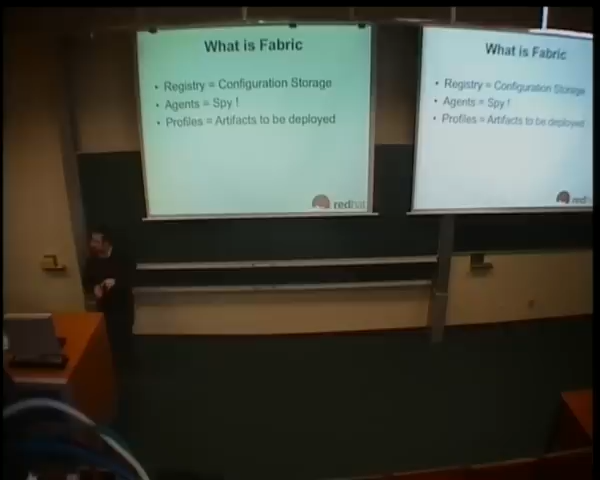 What is Fabric
• Registry = Configuration Storage
• Agents = Spy !
• Profiles = Artifacts to be deployed
redhat
What is Fabric
• Registry = Configuration Storage
• Agents = Spy !
• Profiles = Artifacts to be deployed
red